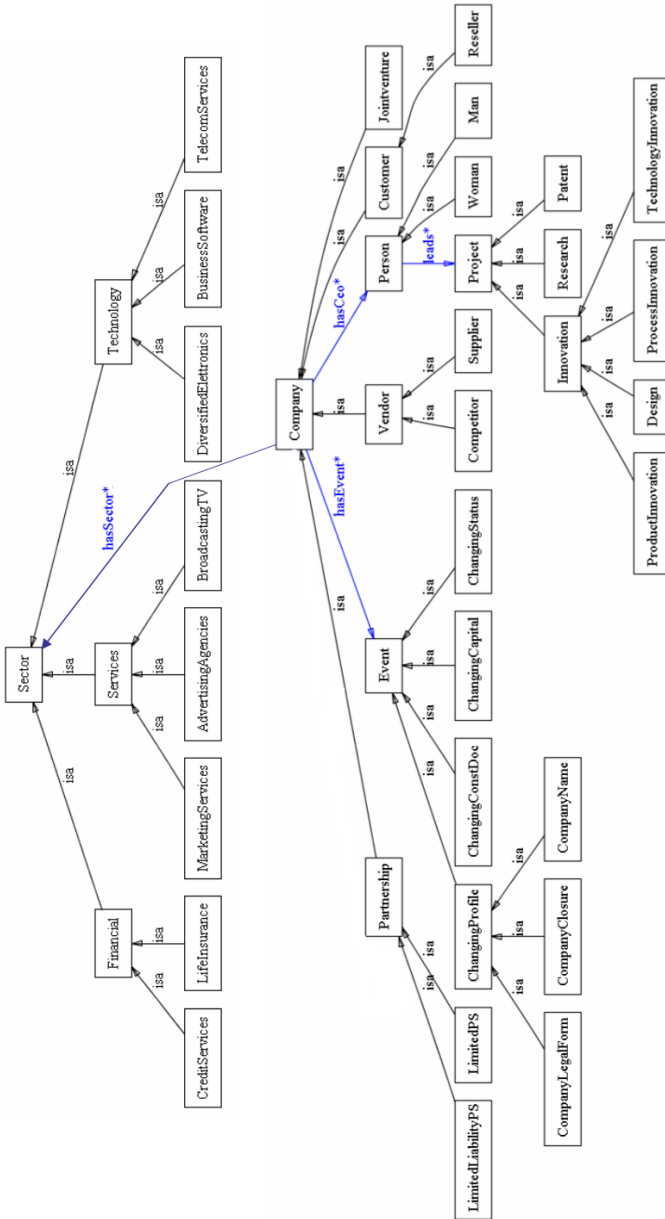 Sector
isa
isa
isa
hasSector*
Financial
Services
Technology
isa
isa
isa
isa
isa
isa
isa
isa
CreditServices
LifeInsurance
MarketingServices
AdvertisingAgencies
BroadcastingTV
DiversifiedEletronics
BusinessSoftware
TelecomServices
Company
isa
hasEvent*
isa
hasCeo*
isa
isa
Partnership
Event
Vendor
Person
Customer
Jointventure
isa
isa
isa
isa
isa
isa
isa
isa
leads*
isa
isa
isa
LimitedLiabilityPS
LimitedPS
ChangingProfile
ChangingConstDoc
ChangingCapital
ChangingStatus
Competitor
Supplier
Project
Woman
Man
Reseller
isa
isa
isa
isa
isa
isa
CompanyLegalForm
CompanyClosure
CompanyName
Innovation
Research
Patent
isa
isa
isa
isa
ProductInnovation
Design
ProcessInnovation
TechnologyInnovation